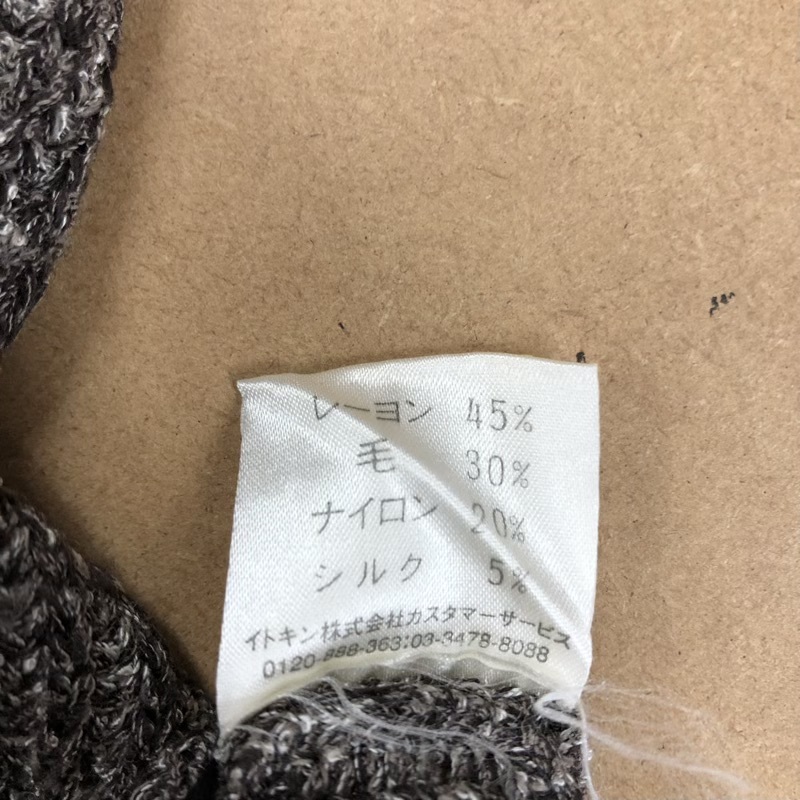 レーヨン 45%
毛 30%
ナイロン 20%
シルク 5%
イトキン株式会社カスタマーサービス
0120-888-363:03-3478-8088